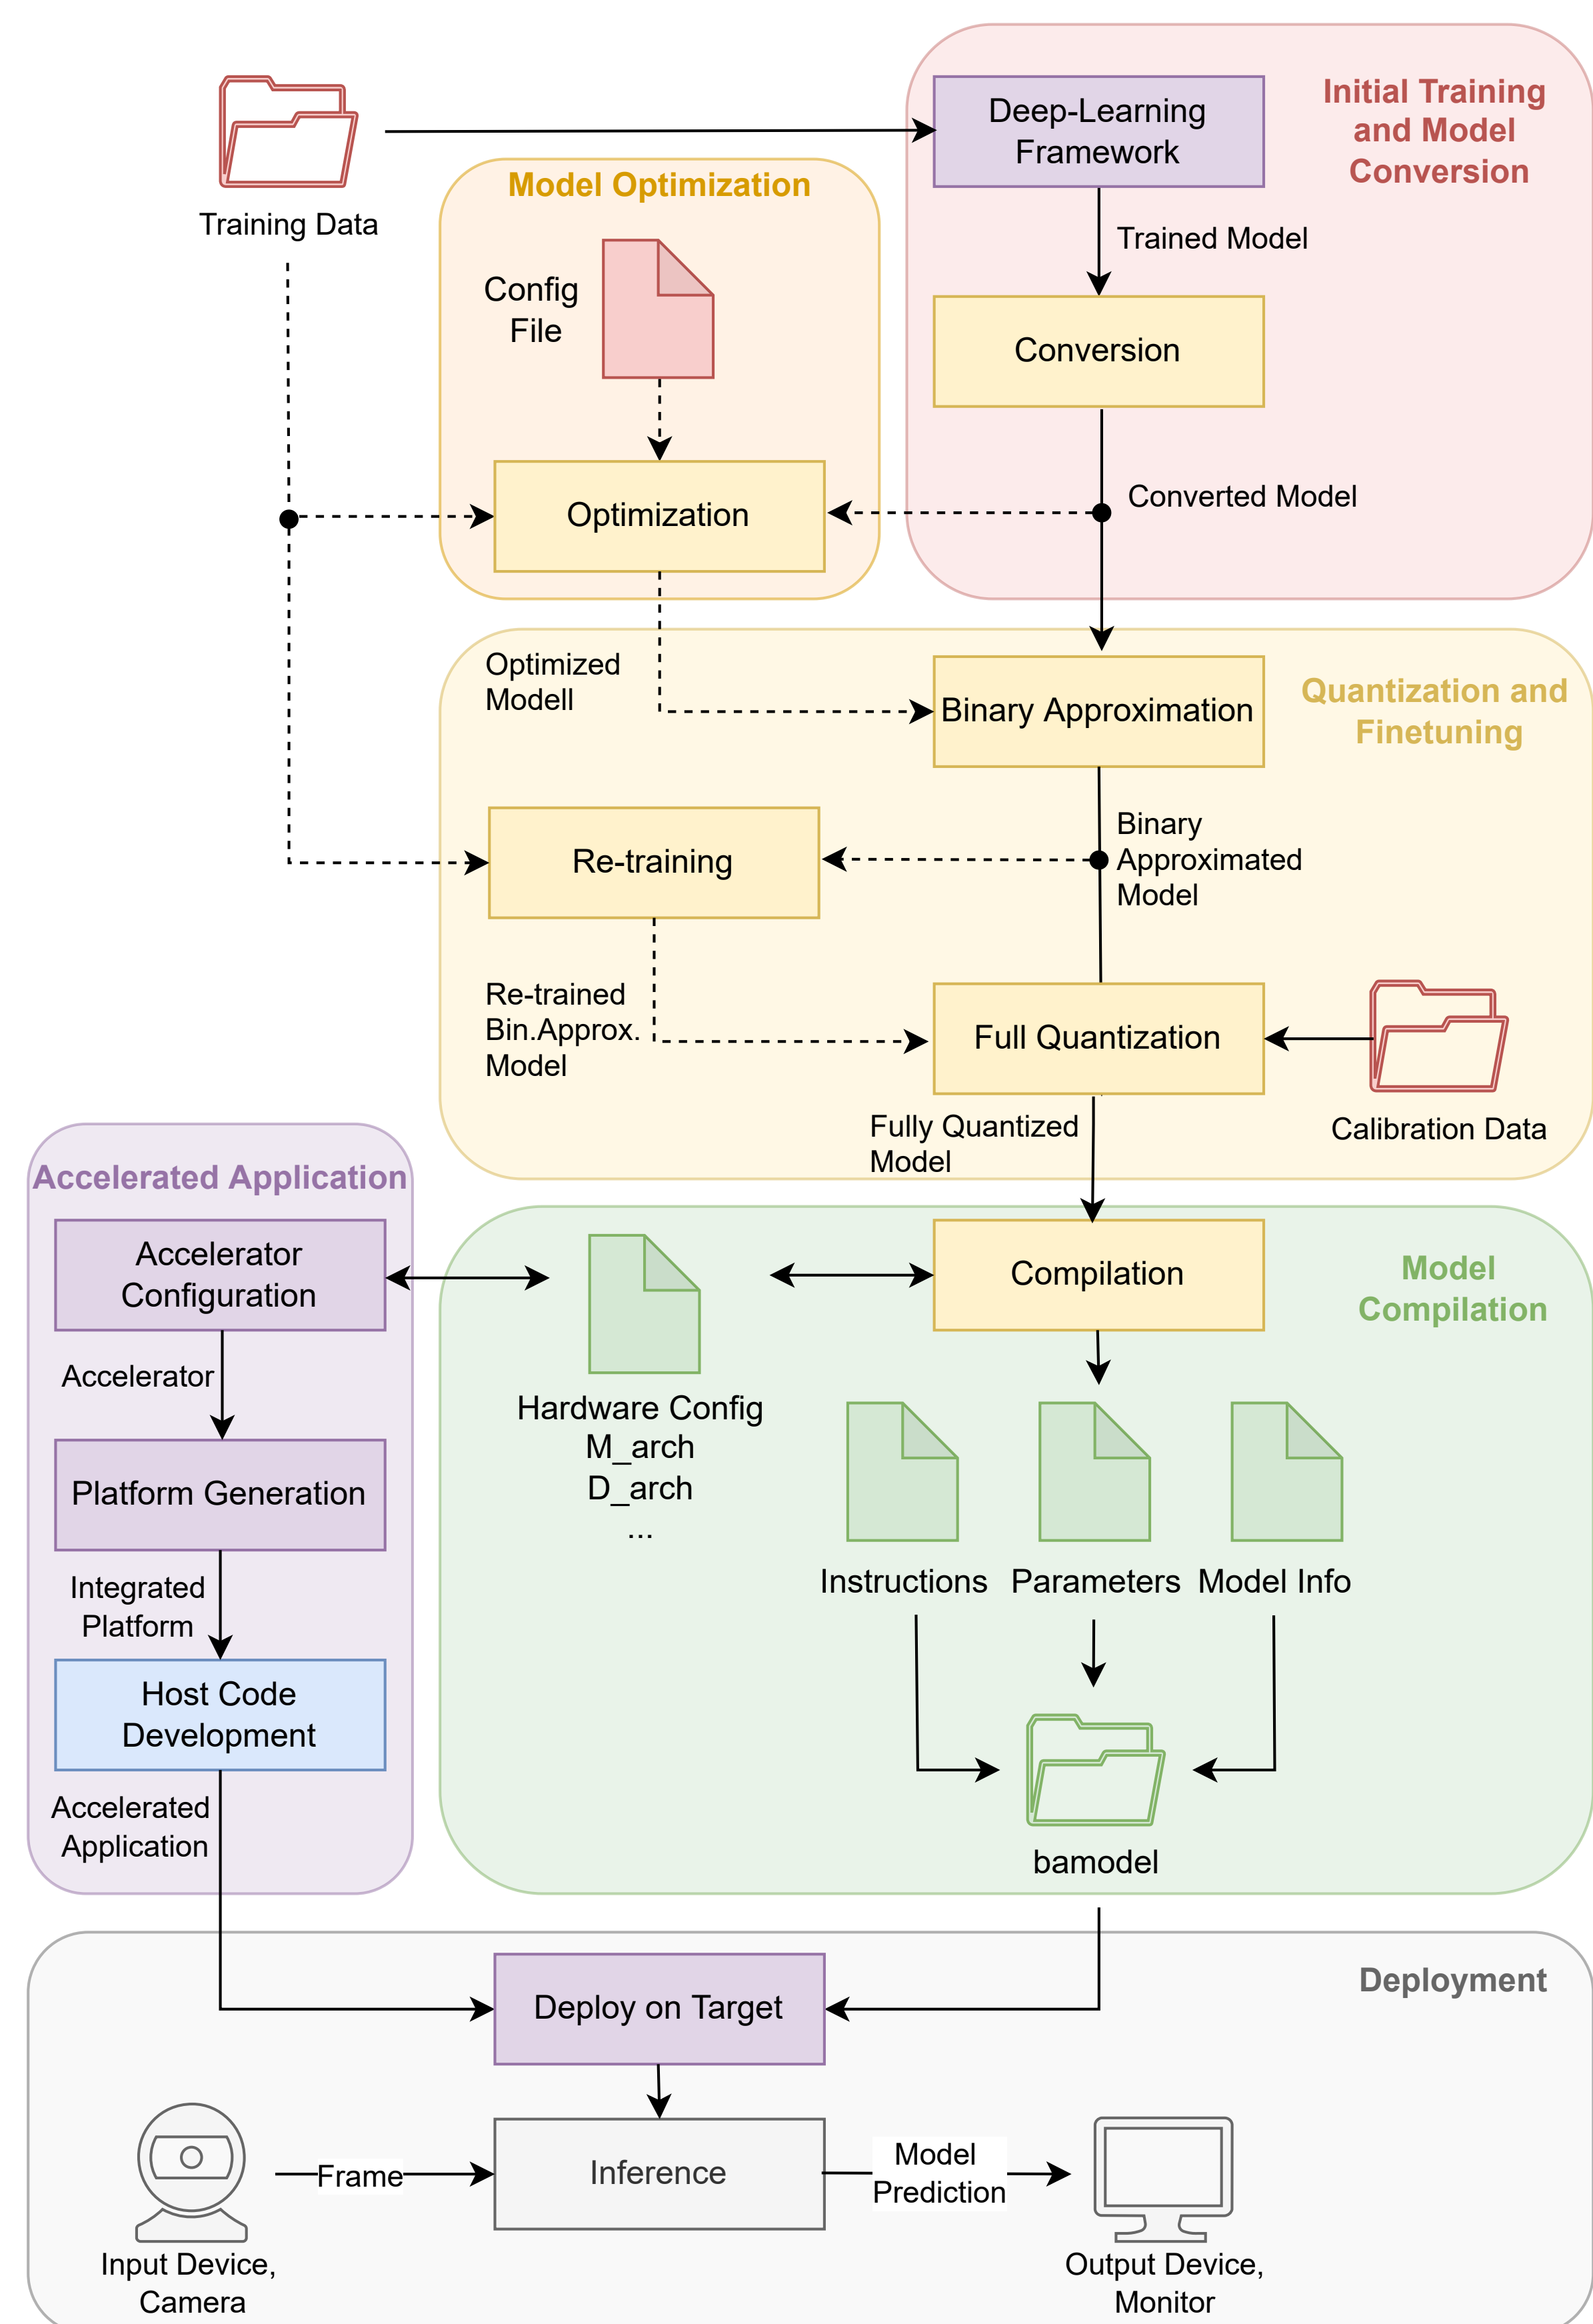 Initial Training
and Model
Conversion
Deep-Learning
Framework
Training Data
Trained Model
Model Optimization
Config
File
Conversion
Optimization
Converted Model
Quantization and
Finetuning
Optimized
Modell
Binary Approximation
Binary
Approximated
Model
Re-training
Re-trained
Bin.Approx.
Model
Full Quantization
Calibration Data
Fully Quantized
Model
Accelerated Application
Accelerator
Configuration
Accelerator
Platform Generation
Integrated
Platform
Host Code
Development
Accelerated
Application
Model
Compilation
Compilation
Hardware Config
M_arch
D_arch
...
Instructions
Parameters
Model Info
bamodel
Deployment
Deploy on Target
Inference
Frame
Model
Prediction
Input Device,
Camera
Output Device,
Monitor